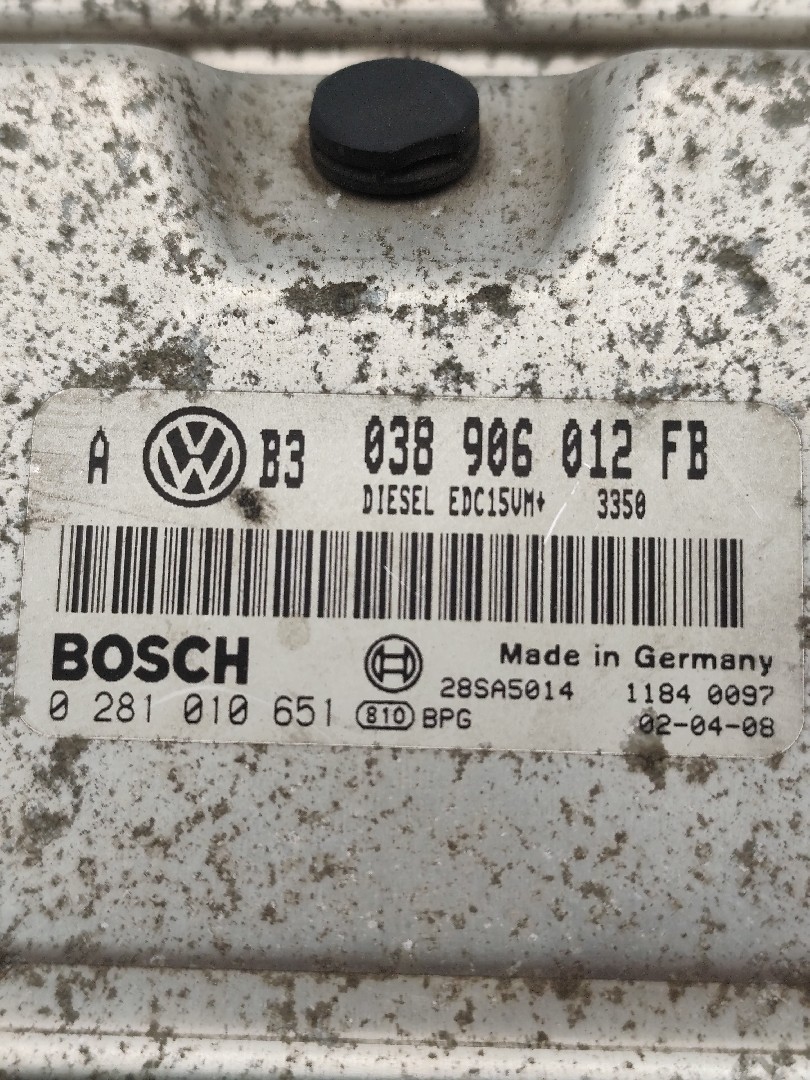 A VW B3 038 906 012 FB
DIESEL EDC15VM+ 3350
BOSCH Made in Germany
28SA5014 1184 0097
0 281 010 651 810 BPG 02-04-08